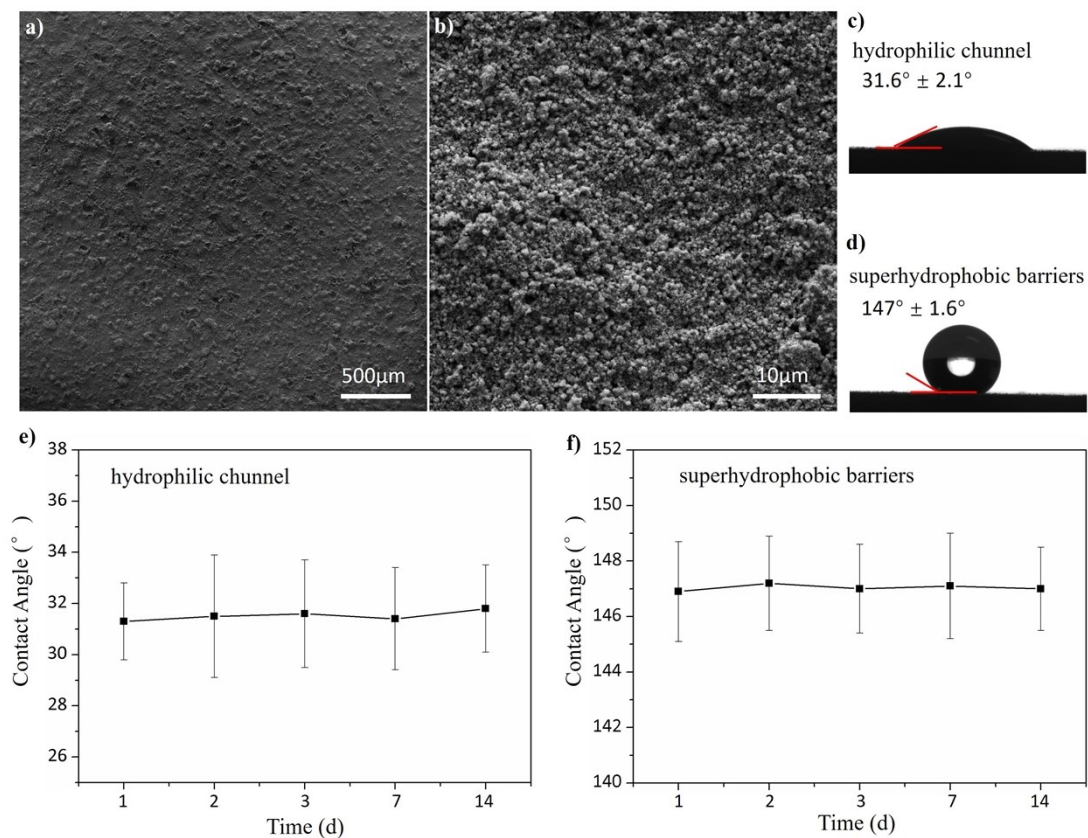 a)
500μm
b)
10μm
c)
hydrophilic chunnel
31.6° ± 2.1°
d)
superhydrophobic barriers
147° ± 1.6°
e)
hydrophilic chunnel
Contact Angle (°)
38
36
34
32
30
28
26
1
2
3
7
14
Time (d)
f)
superhydrophobic barriers
Contact Angle (°)
152
150
148
146
144
142
140
1
2
3
7
14
Time (d)